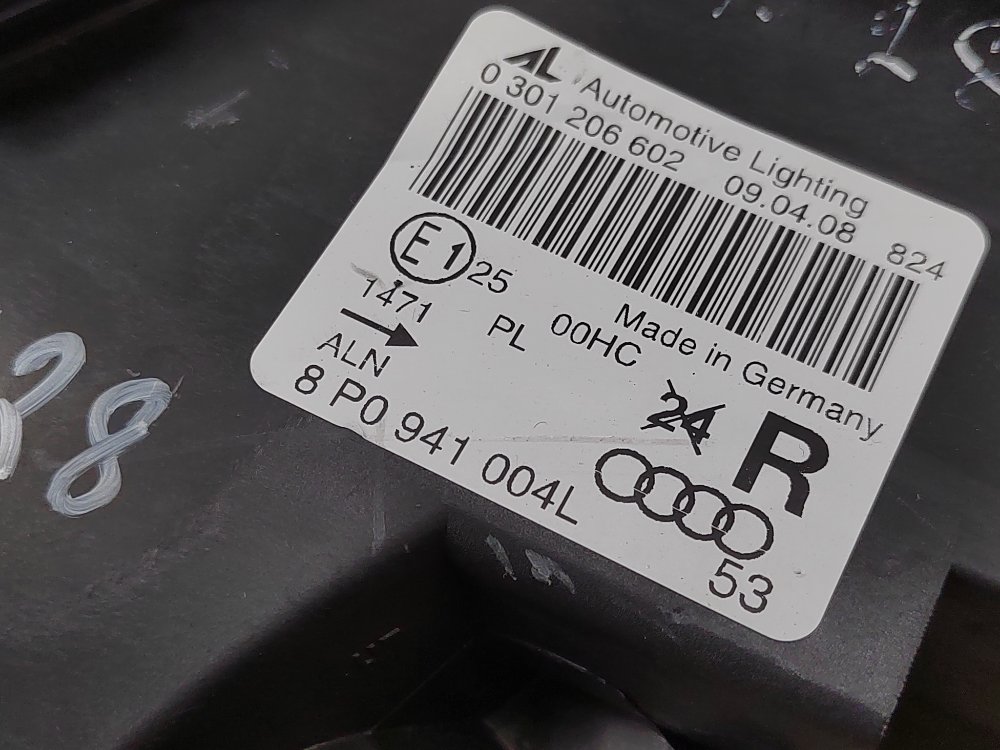 AL Automotive Lighting
0 301 206 602 09.04.08 824
E1 25
Made in Germany
1471
PL 00HC
ALN
24 R
8 P0 941 004L
53
28